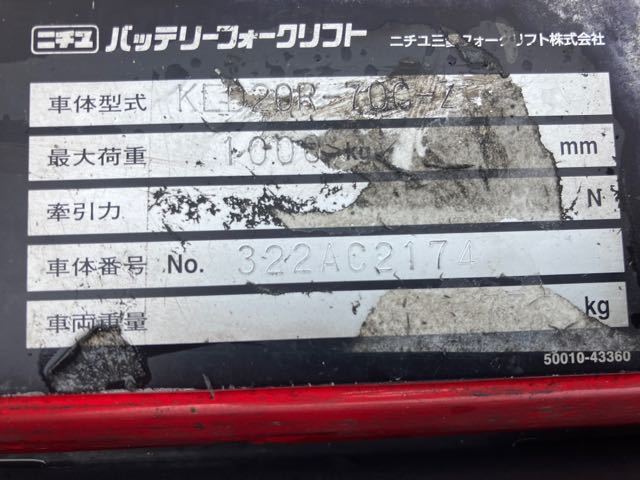 ニチユ バッテリーフォークリフト ニチユ三菱フォークリフト株式会社
車体型式
最大荷重 kg mm
牽引力 N
車体番号 No. 322AC2174
車両重量 kg
50010-43360